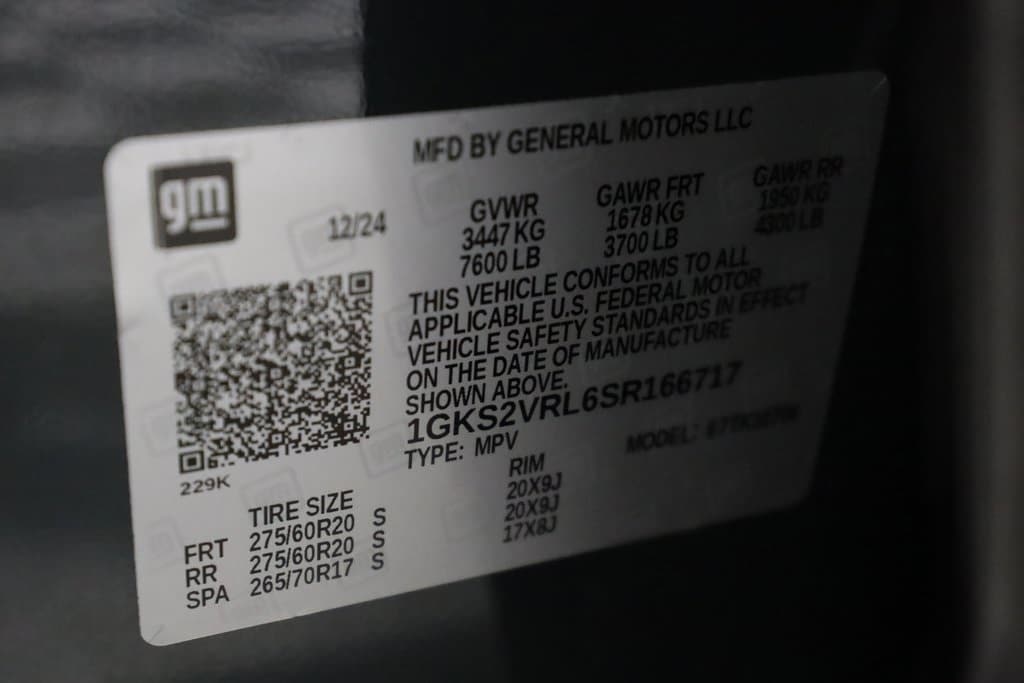 gm
MFD BY GENERAL MOTORS LLC
12/24
GVWR GAWR FRT GAWR RR
3447 KG 1678 KG 1950 KG
7600 LB 3700 LB 4300 LB
THIS VEHICLE CONFORMS TO ALL
APPLICABLE U.S. FEDERAL MOTOR
VEHICLE SAFETY STANDARDS IN EFFECT
ON THE DATE OF MANUFACTURE
SHOWN ABOVE.
1GKS2VRL6SR166717
TYPE: MPV MODEL:
229K
TIRE SIZE RIM
FRT 275/60R20 S 20X9J
RR 275/60R20 S 20X9J
SPA 265/70R17 S 17X8J